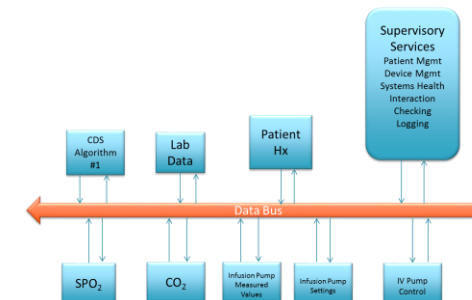 Supervisory
Services
Patient Mgmt
Device Mgmt
Systems Health
Interaction
Checking
Logging
CDS
Algorithm
#1
Lab
Data
Patient
Hx
Data Bus
SPO₂
CO₂
Infusion Pump
Measured
Values
Infusion Pump
Settings
IV Pump
Control